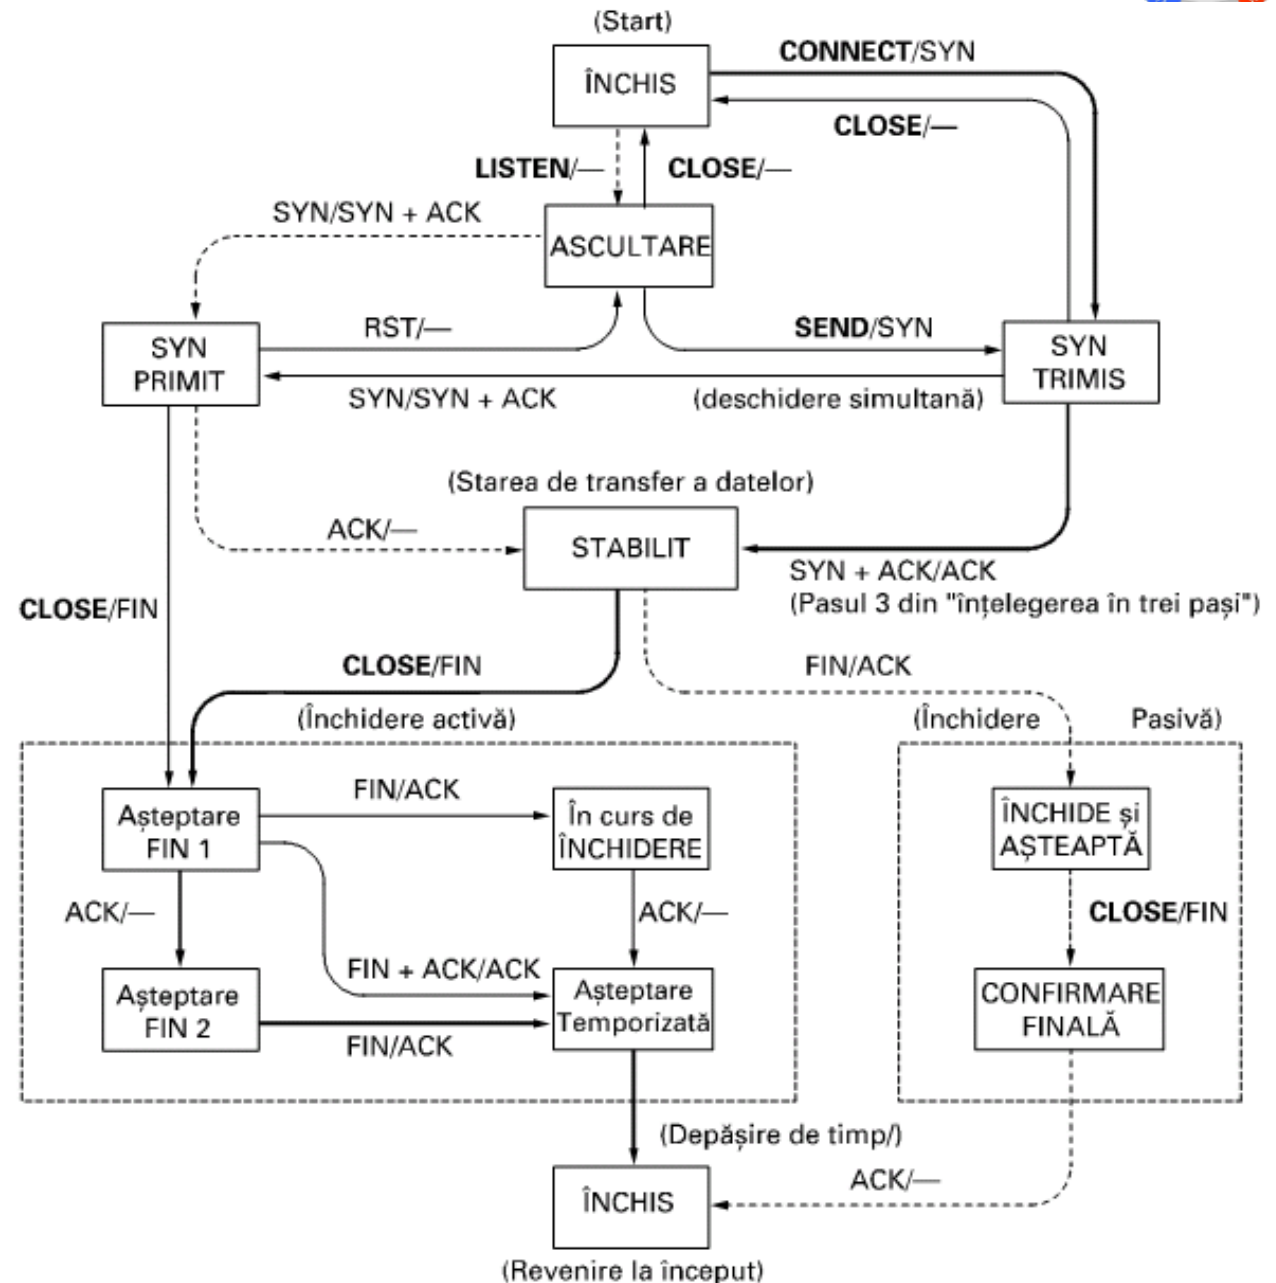 (Start)
ÎNCHIS
CONNECT/SYN
CLOSE/—
LISTEN/—
CLOSE/—
SYN/SYN + ACK
ASCULTARE
RST/—
SEND/SYN
SYN
PRIMIT
SYN
TRIMIS
SYN/SYN + ACK
(deschidere simultană)
(Starea de transfer a datelor)
ACK/—
STABILIT
SYN + ACK/ACK
(Pasul 3 din "înțelegerea în trei pași")
CLOSE/FIN
CLOSE/FIN
FIN/ACK
(Închidere activă)
(Închidere Pasivă)
Așteptare
FIN 1
FIN/ACK
În curs de
ÎNCHIDERE
ÎNCHIDE și
AȘTEAPTĂ
ACK/—
ACK/—
CLOSE/FIN
FIN + ACK/ACK
Așteptare
FIN 2
FIN/ACK
Așteptare
Temporizată
CONFIRMARE
FINALĂ
(Depășire de timp/)
ÎNCHIS
ACK/—
(Revenire la început)